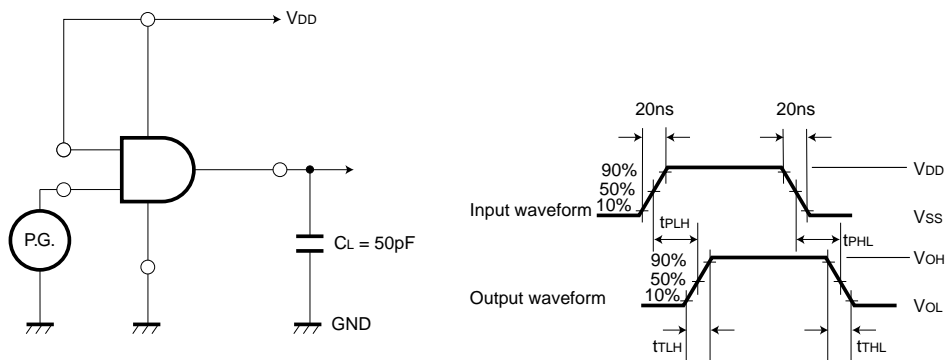 VDD
P.G.
CL = 50pF
GND
20ns
20ns
90%
50%
10%
VDD
Input waveform
VSS
tPLH
tPHL
90%
50%
10%
VOH
Output waveform
VOL
tTLH
tTHL